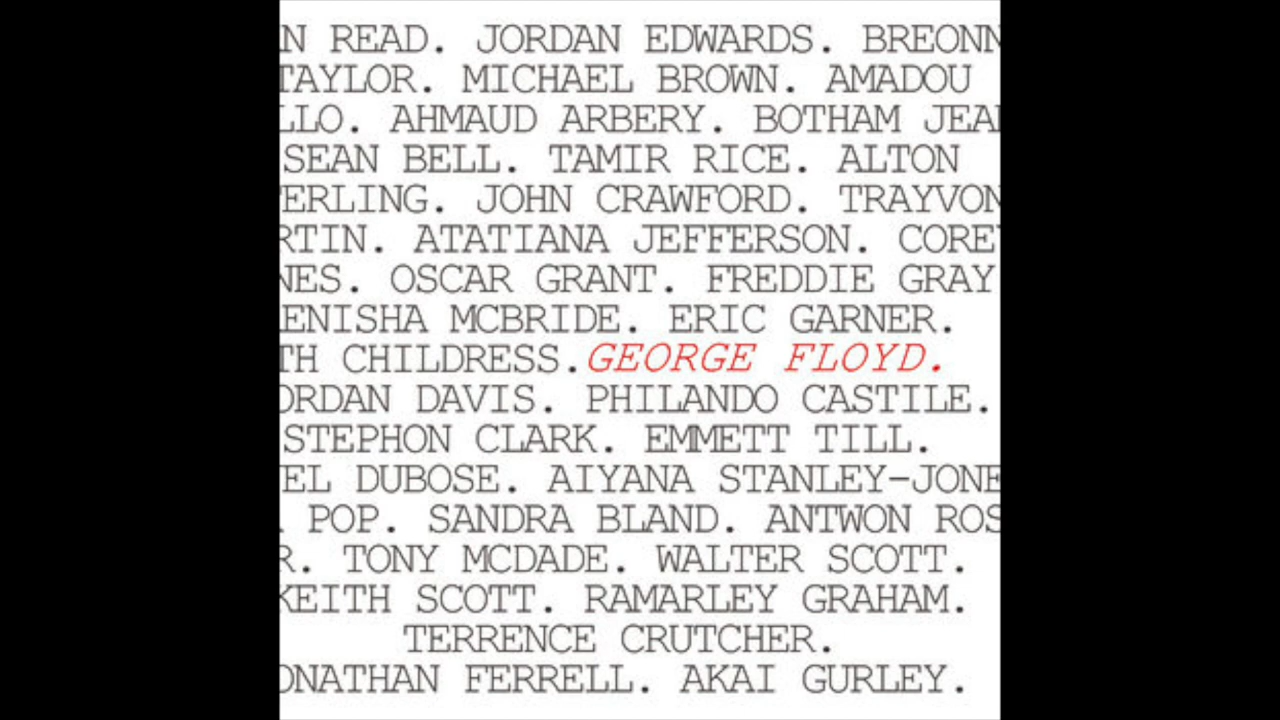 N READ. JORDAN EDWARDS. BREONN
TAYLOR. MICHAEL BROWN. AMADOU
LLO. AHMAUD ARBERY. BOTHAM JEAN
SEAN BELL. TAMIR RICE. ALTON
ERLING. JOHN CRAWFORD. TRAYVON
RTIN. ATATIANA JEFFERSON. COREY
NES. OSCAR GRANT. FREDDIE GRAY
ENISHA MCBRIDE. ERIC GARNER.
TH CHILDRESS. GEORGE FLOYD.
ORDAN DAVIS. PHILANDO CASTILE.
STEPHON CLARK. EMMETT TILL.
EL DUBOSE. AIYANA STANLEY-JONE
POP. SANDRA BLAND. ANTWON ROS
R. TONY MCDADE. WALTER SCOTT.
KEITH SCOTT. RAMARLEY GRAHAM.
TERRENCE CRUTCHER.
ONATHAN FERRELL. AKAI GURLEY.